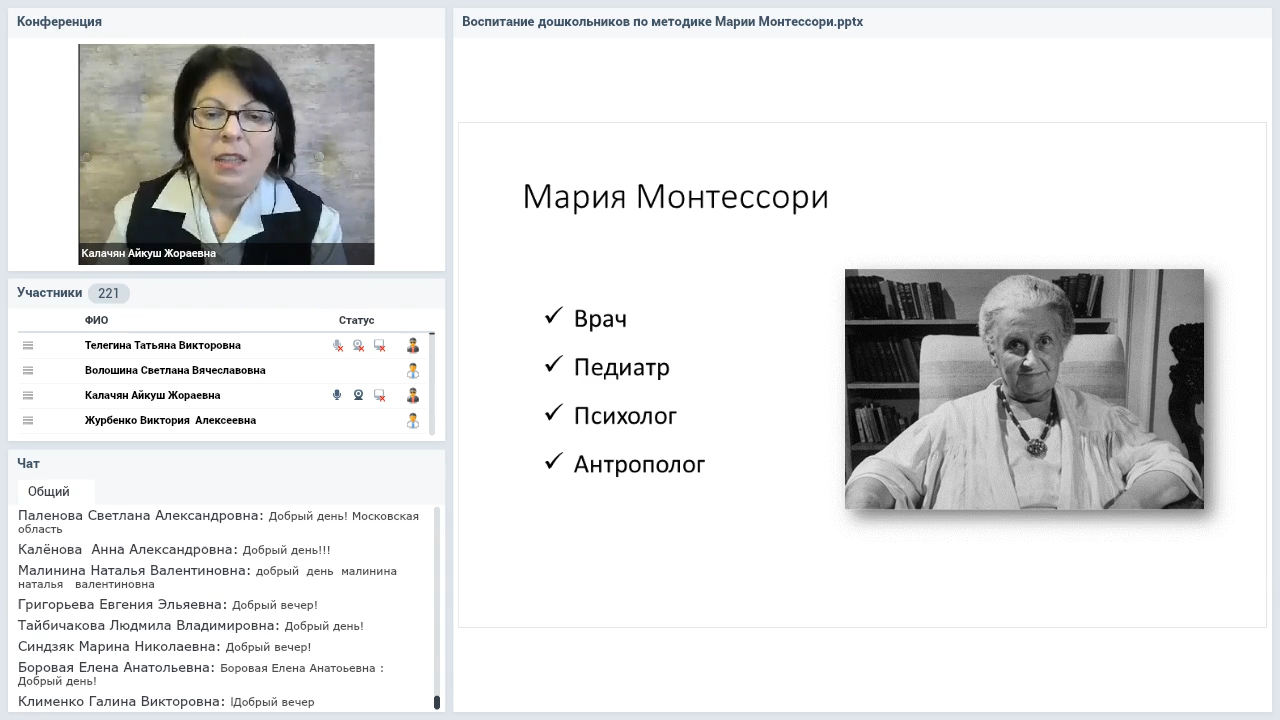 Конференция
Калачян Айкуш Жораевна
Участники 221
ФИО Статус
Телегина Татьяна Викторовна
Волошина Светлана Вячеславовна
Калачян Айкуш Жораевна
Журбенко Виктория  Алексеевна
Чат
Общий
Паленова Светлана Александровна: Добрый день! Московская
область
Калёнова  Анна Александровна: Добрый день!!!
Малинина Наталья Валентиновна: добрый  день  малинина
наталья   валентиновна
Григорьева Евгения Эльяевна: Добрый вечер!
Тайбичакова Людмила Владимировна: Добрый день!
Синдзяк Марина Николаевна: Добрый вечер!
Боровая Елена Анатольевна: Боровая Елена Анатоьевна :
Добрый день!
Клименко Галина Викторовна: lДобрый вечер
Воспитание дошкольников по методике Марии Монтессори.pptx
Мария Монтессори
✓ Врач
✓ Педиатр
✓ Психолог
✓ Антрополог